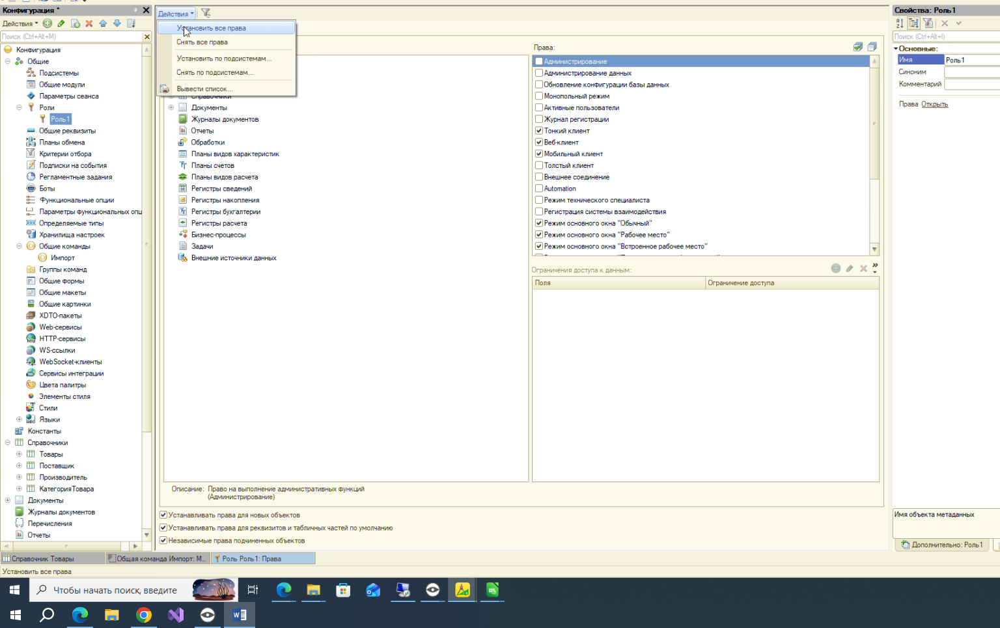 Конфигурация *
Действия
Поиск (Ctrl+Alt+M)
Конфигурация
Общие
Подсистемы
Общие модули
Параметры сеанса
Роли
Роль1
Общие реквизиты
Планы обмена
Критерии отбора
Подписки на события
Регламентные задания
Боты
Функциональные опции
Параметры функциональных опц
Определяемые типы
Хранилища настроек
Общие команды
Импорт
Группы команд
Общие формы
Общие макеты
Общие картинки
XDTO-пакеты
Web-сервисы
HTTP-сервисы
WS-ссылки
WebSocket-клиенты
Сервисы интеграции
Цвета палитры
Элементы стиля
Стили
Языки
Константы
Справочники
Товары
Поставщик
Производитель
КатегорияТовара
Документы
Журналы документов
Перечисления
Отчеты
Действия
Установить все права
Снять все права
Установить по подсистемам...
Снять по подсистемам...
Вывести список...
Справочники
Документы
Журналы документов
Отчеты
Обработки
Планы видов характеристик
Планы счетов
Планы видов расчета
Регистры сведений
Регистры накопления
Регистры бухгалтерии
Регистры расчета
Бизнес-процессы
Задачи
Внешние источники данных
Права:
Администрирование
Администрирование данных
Обновление конфигурации базы данных
Монопольный режим
Активные пользователи
Журнал регистрации
Тонкий клиент
Веб-клиент
Мобильный клиент
Толстый клиент
Внешнее соединение
Automation
Режим технического специалиста
Регистрация системы взаимодействия
Режим основного окна "Обычный"
Режим основного окна "Рабочее место"
Режим основного окна "Встроенное рабочее место"
Ограничения доступа к данным:
Поля
Ограничение доступа
Описание: Право на выполнение административных функций
(Администрирование)
Устанавливать права для новых объектов
Устанавливать права для реквизитов и табличных частей по умолчанию
Независимые права подчиненных объектов
Свойства: Роль1
Поиск (Ctrl+Alt+I)
Основные:
Имя Роль1
Синоним
Комментарий
Права Открыть
Имя объекта метаданных
Дополнительно: Роль1
Справочник Товары
Общая команда Импорт: М...
Роль Роль1: Права
Установить все права
Чтобы начать поиск, введите